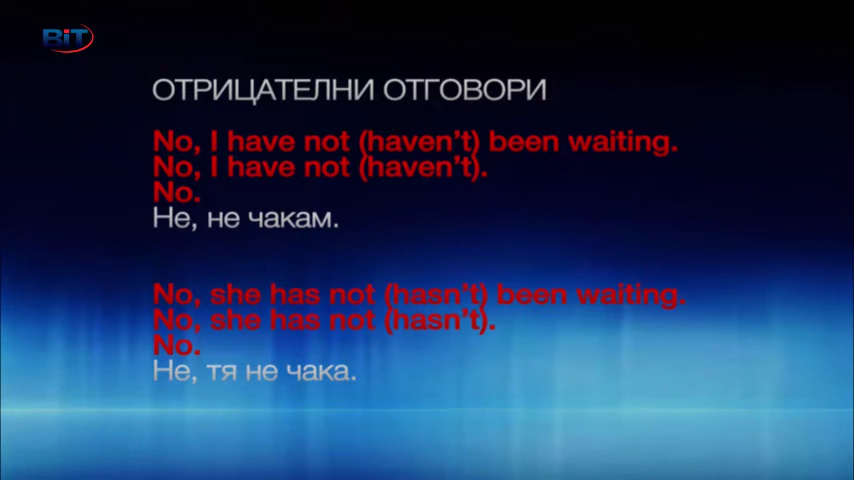 BiT
ОТРИЦАТЕЛНИ ОТГОВОРИ
No, I have not (haven't) been waiting.
No, I have not (haven't).
No.
Не, не чакам.
No, she has not (hasn't) been waiting.
No, she has not (hasn't).
No.
Не, тя не чака.